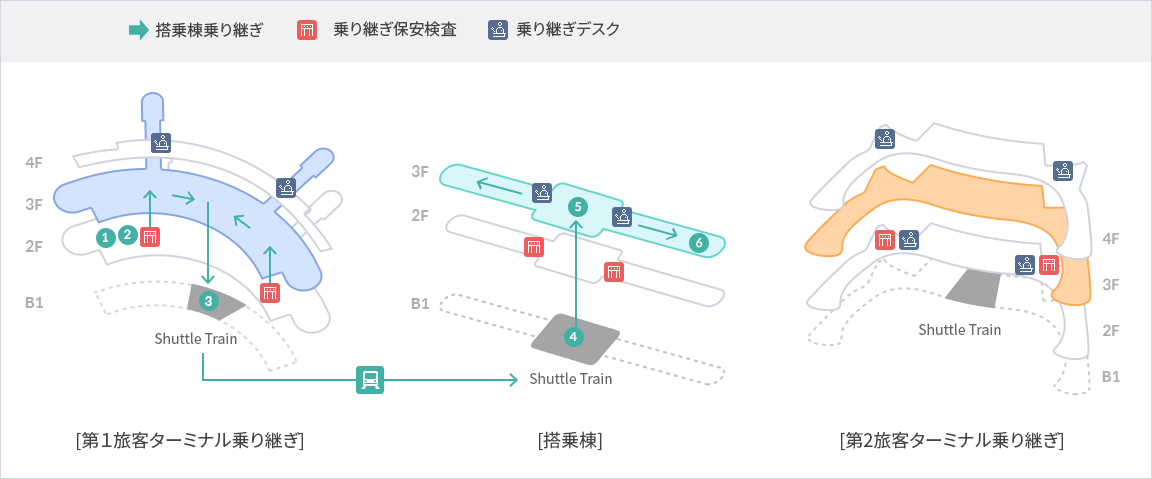 搭乗棟乗り継ぎ
乗り継ぎ保安検査
乗り継ぎデスク
4F
3F
2F
B1
1
2
3
Shuttle Train
3F
2F
B1
5
6
4
Shuttle Train
4F
3F
2F
B1
Shuttle Train
[第１旅客ターミナル乗り継ぎ]
[搭乗棟]
[第2旅客ターミナル乗り継ぎ]